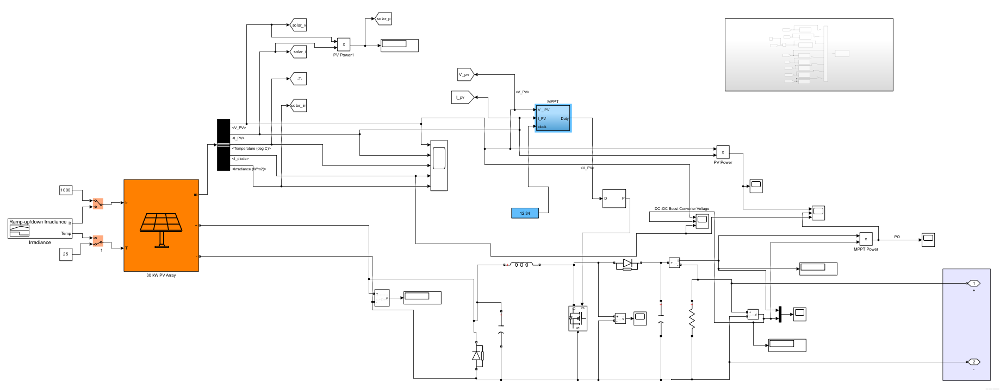 solar_v
solar_p
x
PV Power1
solar_i
-T-
solar_irr
V_pv
I_pv
<V_PV>
MPPT
V _ PV
I_PV
clock
Duty
<V_PV>
<I_PV>
<Temperature (deg C)>
<I_diode>
<Irradiance (W/m2)>
x
PV Power
<V_PV>
1000
Ramp-up/down Irradiance
Ir
Temp
Irradiance
25
1
Ir
T
m
+
-
30 kW PV Array
12:34
D
P
DC -DC Boost Converter Voltage
x
MPPT Power
PO
+
-
v
+
i
-
g
D
S
+
-
v
+
-
v
1
+
2
-